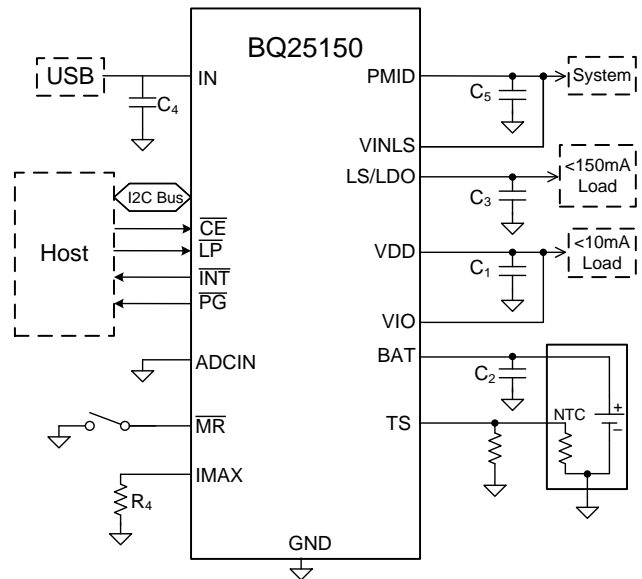 BQ25150
USB
IN
C4
I2C Bus
Host
CE
LP
INT
PG
ADCIN
MR
IMAX
R4
GND
PMID
C5
System
VINLS
LS/LDO
C3
<150mA
Load
VDD
C1
<10mA
Load
VIO
BAT
C2
TS
NTC
+
−